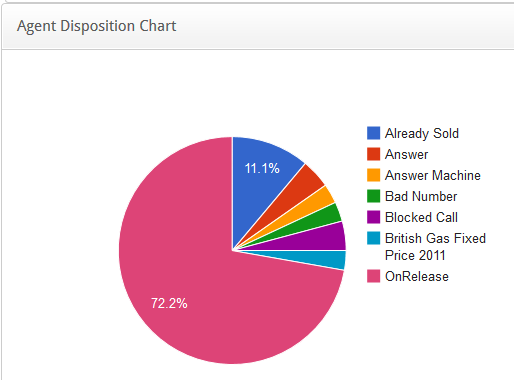 Agent Disposition Chart
11.1%
72.2%
Already Sold
Answer
Answer Machine
Bad Number
Blocked Call
British Gas Fixed
Price 2011
OnRelease